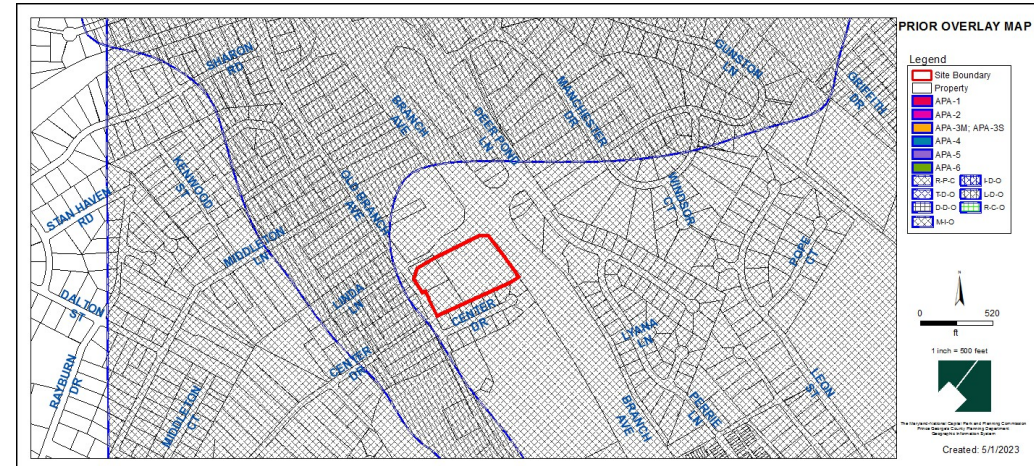 PRIOR OVERLAY MAP
Legend
Site Boundary
Property
APA-1
APA-2
APA-3M; APA-3S
APA-4
APA-5
APA-6
R-P-C
I-D-O
T-D-O
L-D-O
D-D-O
R-C-O
M-I-O
0 520
ft
1 inch = 500 feet
The Maryland-National Capital Park and Planning Commission
Prince George's County Planning Department
Geographic Information System
Created: 5/1/2023
SHARON
RD
GUNSTON
LN
GRIFFITH
DR
BRANCH
AVE
DEER POND
LN
MANCHESTER
DR
KENWOOD
ST
OLD BRANCH
AVE
WINDSOR
CT
STAN HAVEN
RD
MIDDLETON
LN
POPE
CT
DALTON
ST
LINDA
LN
CENTER
DR
LYANA
LN
RAYBURN
DR
CENTER
DR
MIDDLETON
CT
BRANCH
AVE
PERRIE
LN
LEON
ST